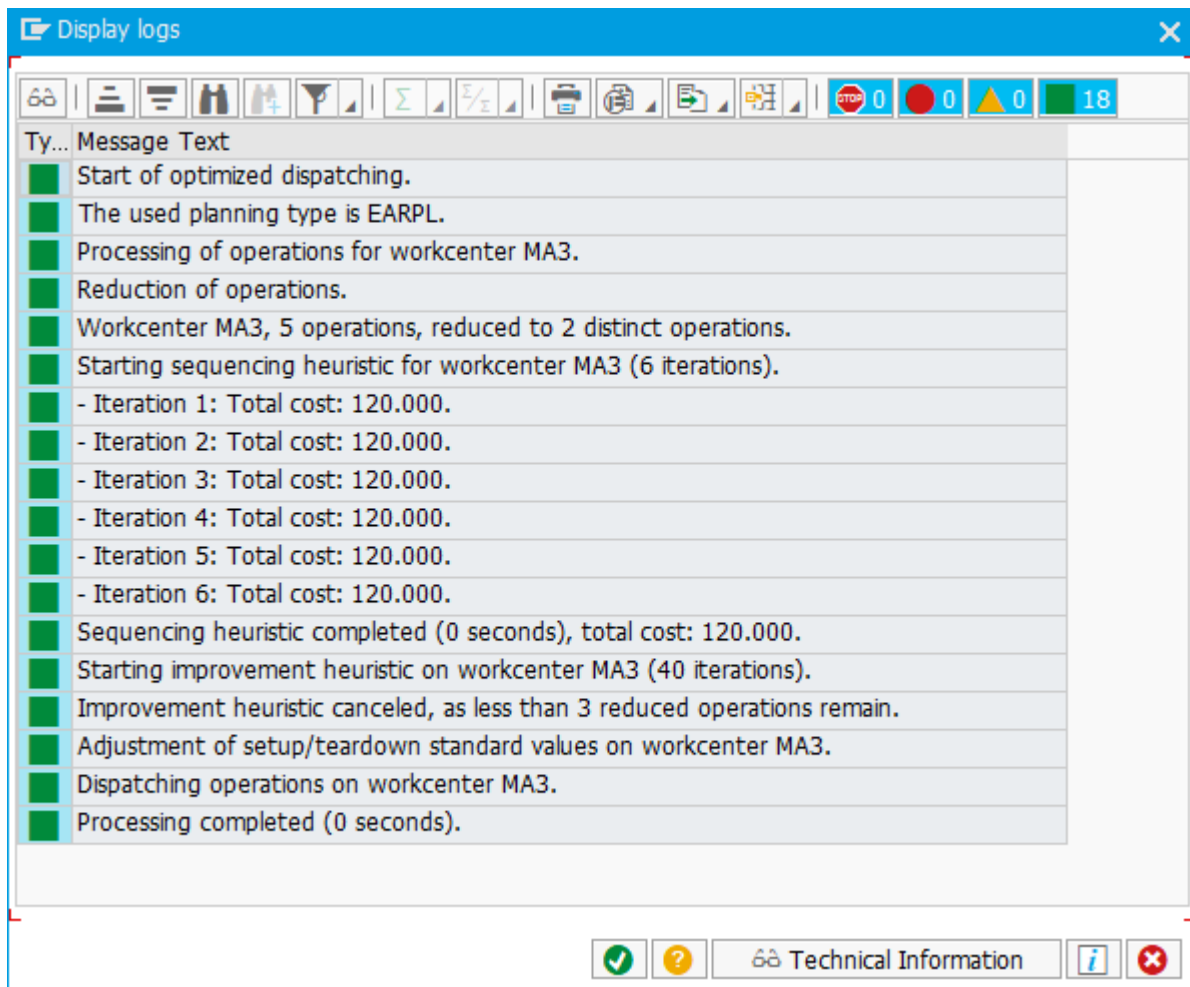 Display logs
STOP 0 0 0 18
Ty... Message Text
Start of optimized dispatching.
The used planning type is EARPL.
Processing of operations for workcenter MA3.
Reduction of operations.
Workcenter MA3, 5 operations, reduced to 2 distinct operations.
Starting sequencing heuristic for workcenter MA3 (6 iterations).
- Iteration 1: Total cost: 120.000.
- Iteration 2: Total cost: 120.000.
- Iteration 3: Total cost: 120.000.
- Iteration 4: Total cost: 120.000.
- Iteration 5: Total cost: 120.000.
- Iteration 6: Total cost: 120.000.
Sequencing heuristic completed (0 seconds), total cost: 120.000.
Starting improvement heuristic on workcenter MA3 (40 iterations).
Improvement heuristic canceled, as less than 3 reduced operations remain.
Adjustment of setup/teardown standard values on workcenter MA3.
Dispatching operations on workcenter MA3.
Processing completed (0 seconds).
Technical Information